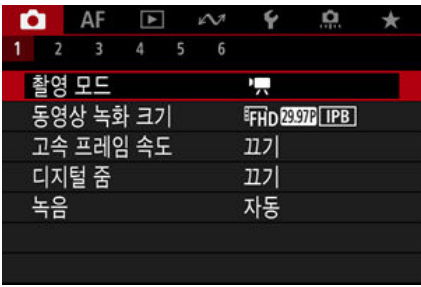 AF
1 2 3 4 5 6
촬영 모드
동영상 녹화 크기 FHD 29.97P IPB
고속 프레임 속도 끄기
디지털 줌 끄기
녹음 자동